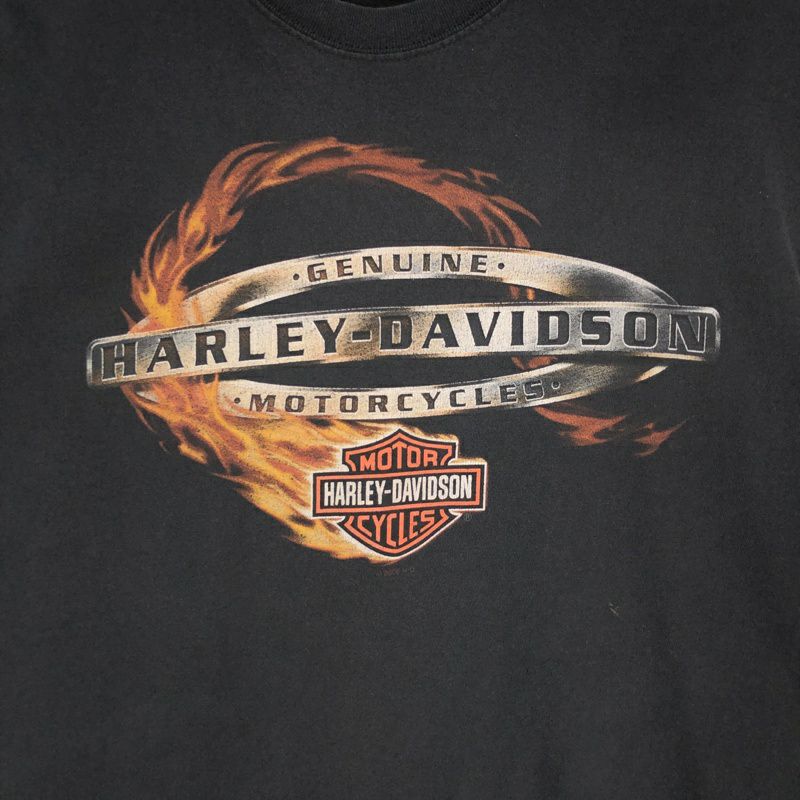 · GENUINE ·
HARLEY-DAVIDSON
· MOTORCYCLES ·
MOTOR
HARLEY-DAVIDSON
CYCLES
®